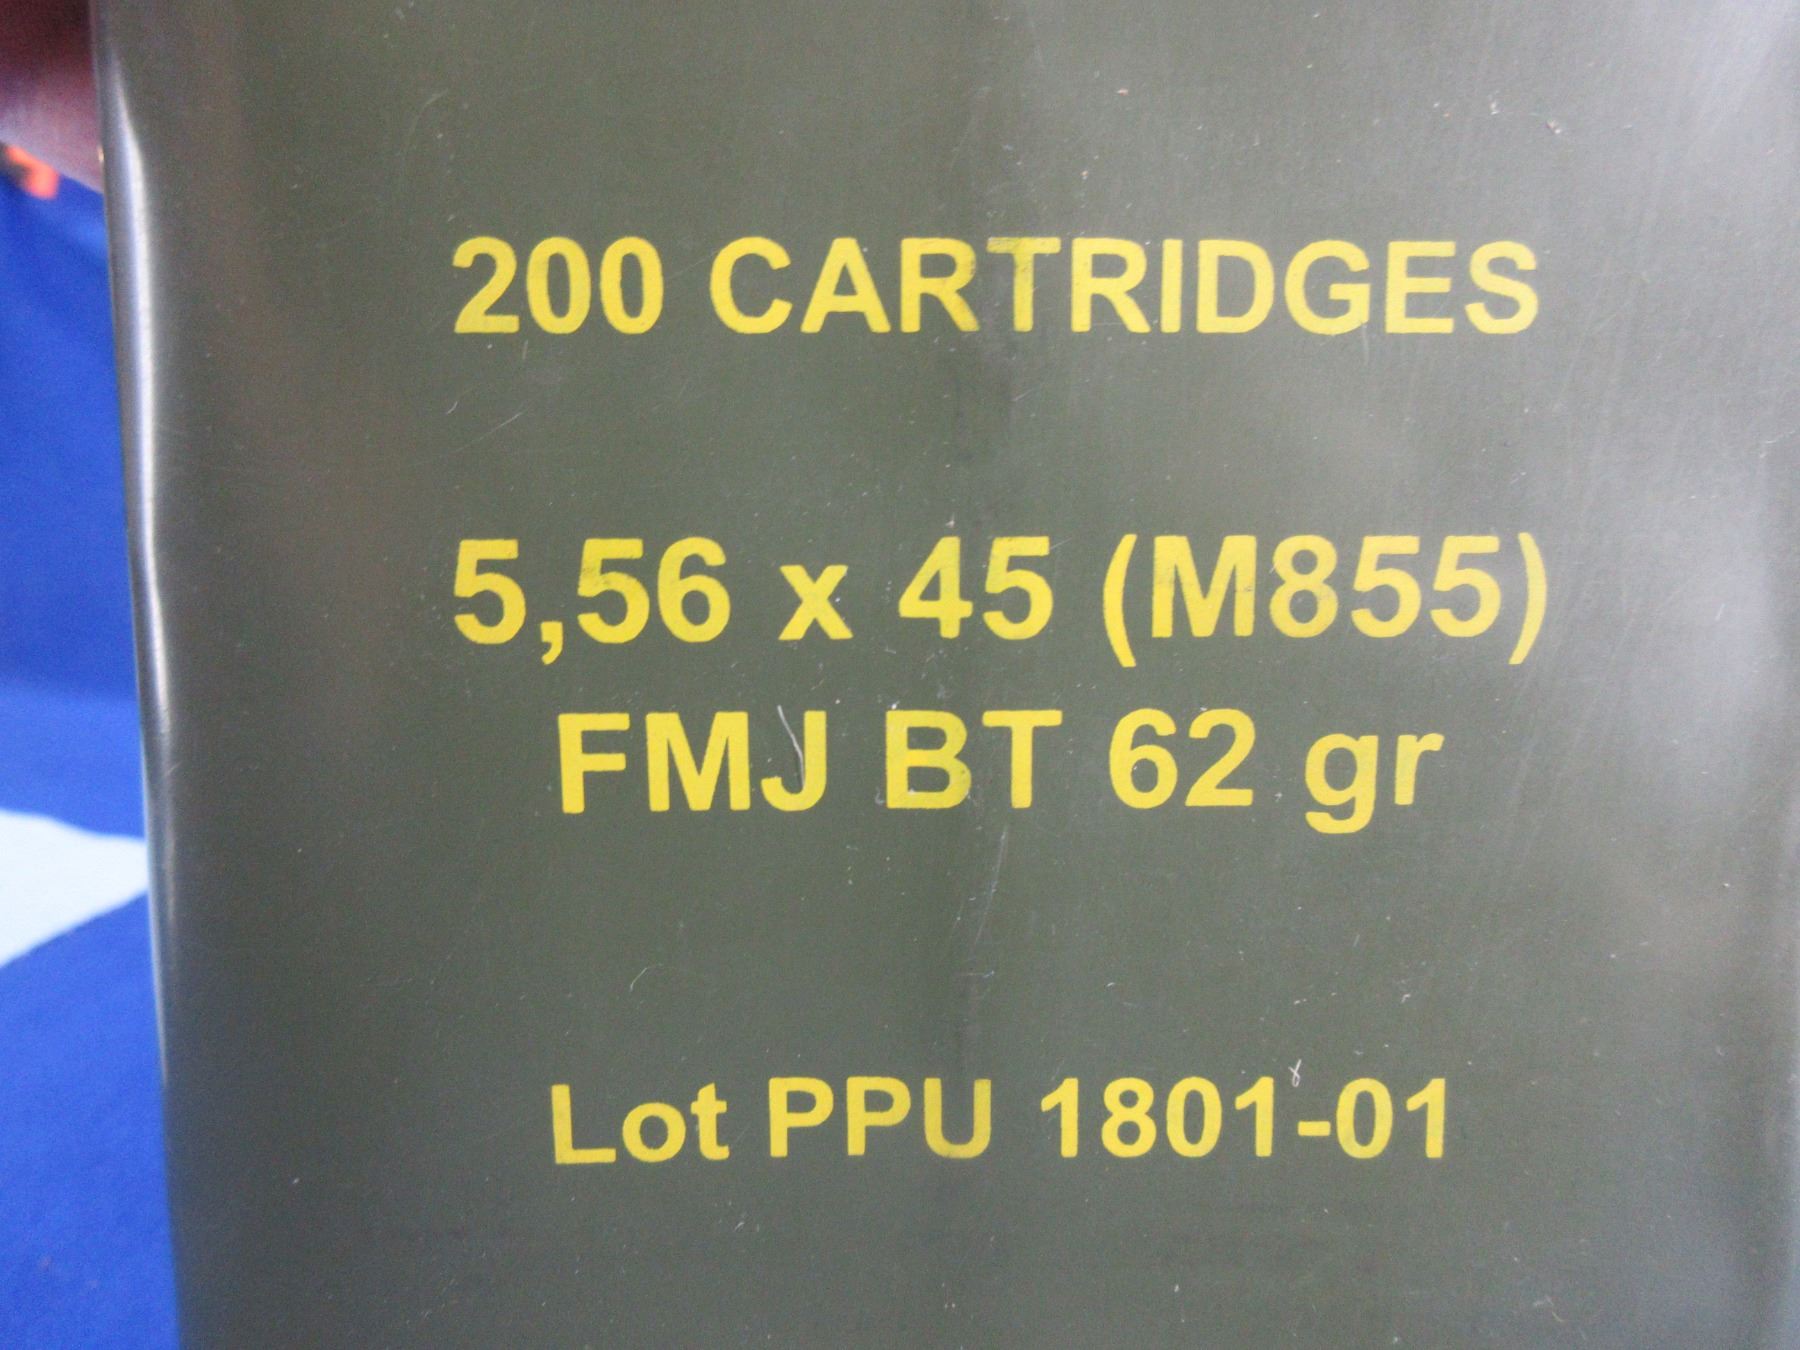 200 CARTRIDGES
5,56 x 45 (M855)
FMJ BT 62 gr
Lot PPU 1801-01